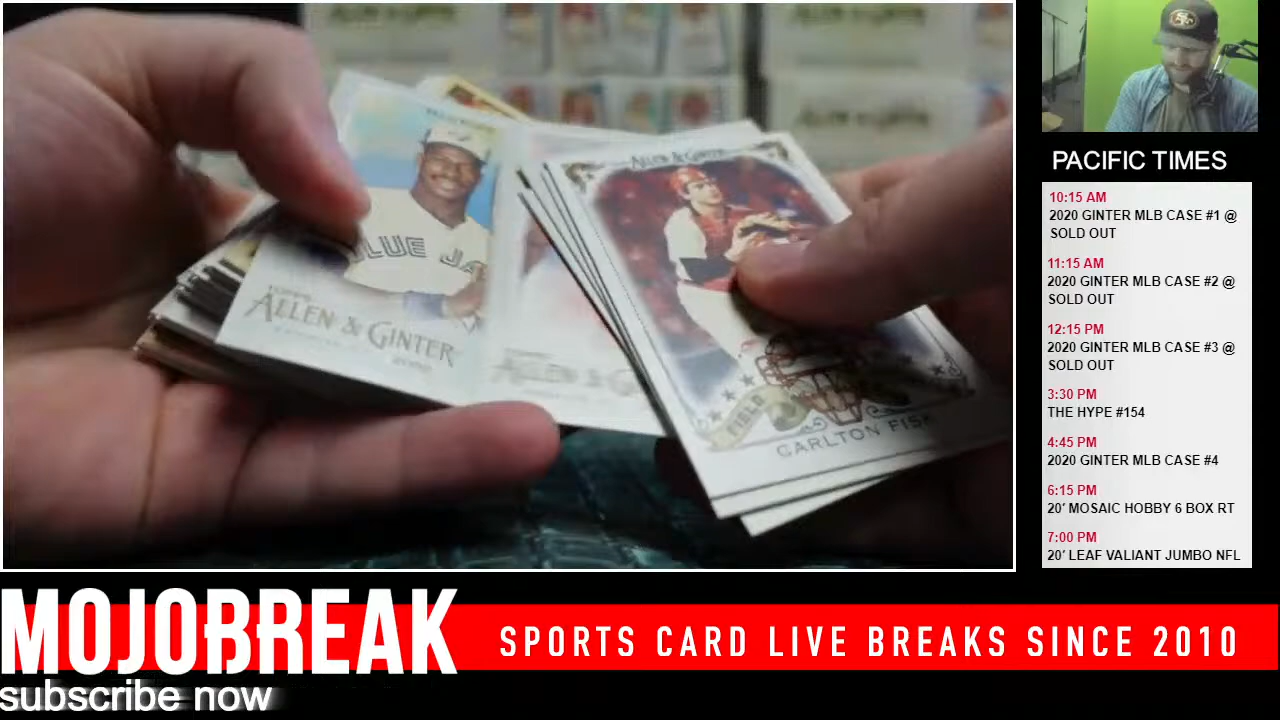 BLUE JA
ALLEN & GINTER
ALLEN & GINTER
FIELD
CARLTON FISK
PACIFIC TIMES
10:15 AM
2020 GINTER MLB CASE #1 @
SOLD OUT
11:15 AM
2020 GINTER MLB CASE #2 @
SOLD OUT
12:15 PM
2020 GINTER MLB CASE #3 @
SOLD OUT
3:30 PM
THE HYPE #154
4:45 PM
2020 GINTER MLB CASE #4
6:15 PM
20' MOSAIC HOBBY 6 BOX RT
7:00 PM
20' LEAF VALIANT JUMBO NFL
MOJOBREAK
SPORTS CARD LIVE BREAKS SINCE 2010
subscribe now